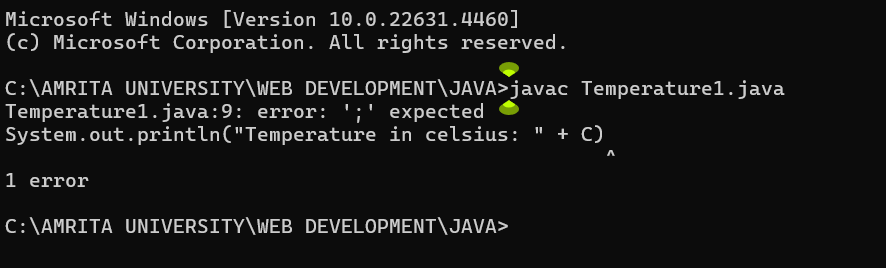 Microsoft Windows [Version 10.0.22631.4460]
(c) Microsoft Corporation. All rights reserved.
C:\AMRITA UNIVERSITY\WEB DEVELOPMENT\JAVA>javac Temperature1.java
Temperature1.java:9: error: ';' expected
System.out.println("Temperature in celsius: " + C)
^
1 error
C:\AMRITA UNIVERSITY\WEB DEVELOPMENT\JAVA>